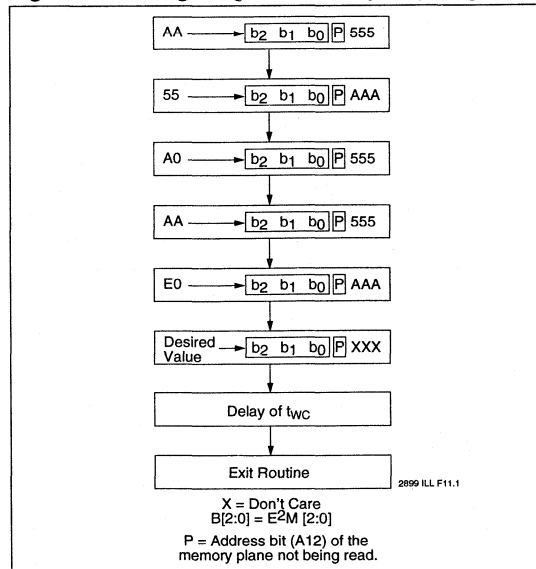 AA b2 b1 b0 P 555
55 b2 b1 b0 P AAA
A0 b2 b1 b0 P 555
AA b2 b1 b0 P 555
E0 b2 b1 b0 P AAA
Desired
Value b2 b1 b0 P XXX
Delay of tWC
Exit Routine
2899 ILL F11.1
X = Don't Care
B[2:0] = E2M [2:0]
P = Address bit (A12) of the
memory plane not being read.